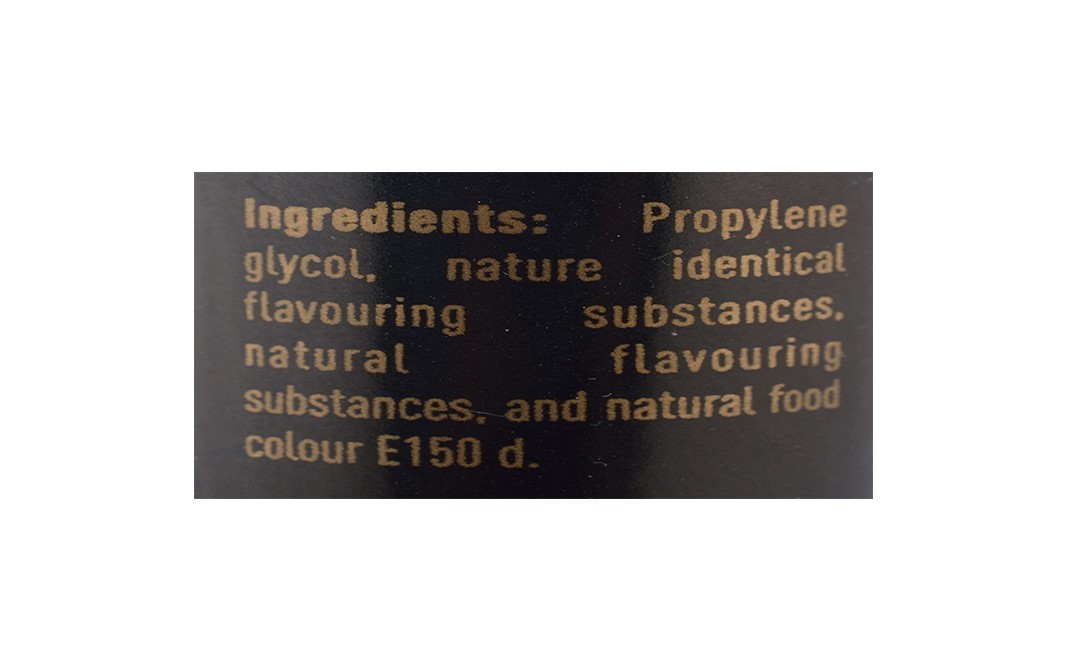 Ingredients: Propylene
glycol, nature identical
flavouring substances,
natural flavouring
substances, and natural food
colour E150 d.